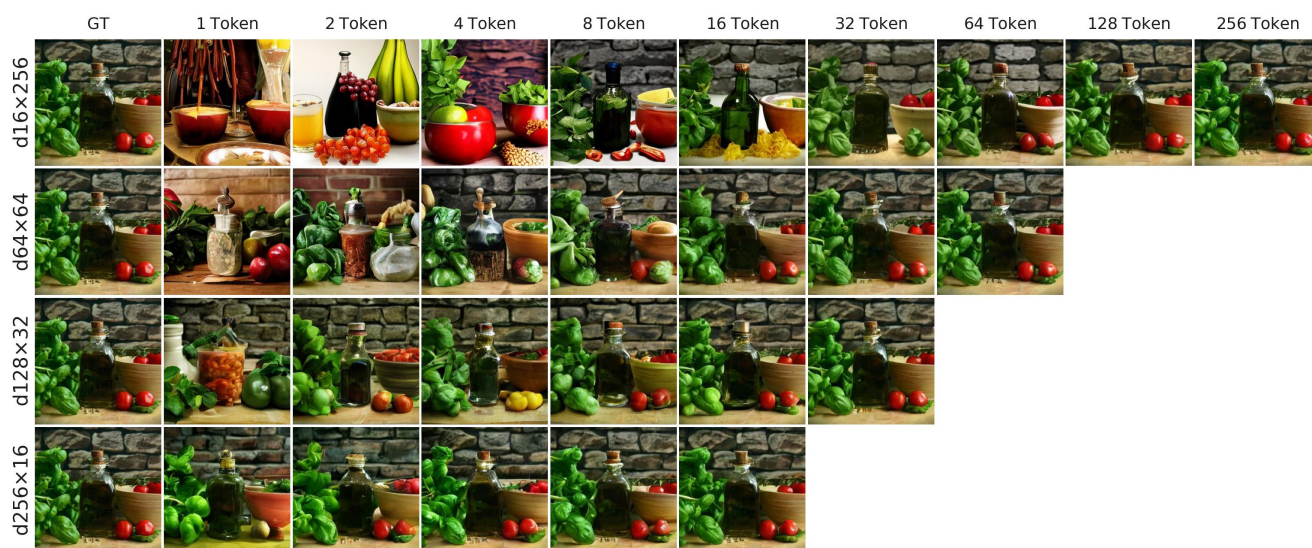 GT 1 Token 2 Token 4 Token 8 Token 16 Token 32 Token 64 Token 128 Token 256 Token
d16×256
d64×64
d128×32
d256×16